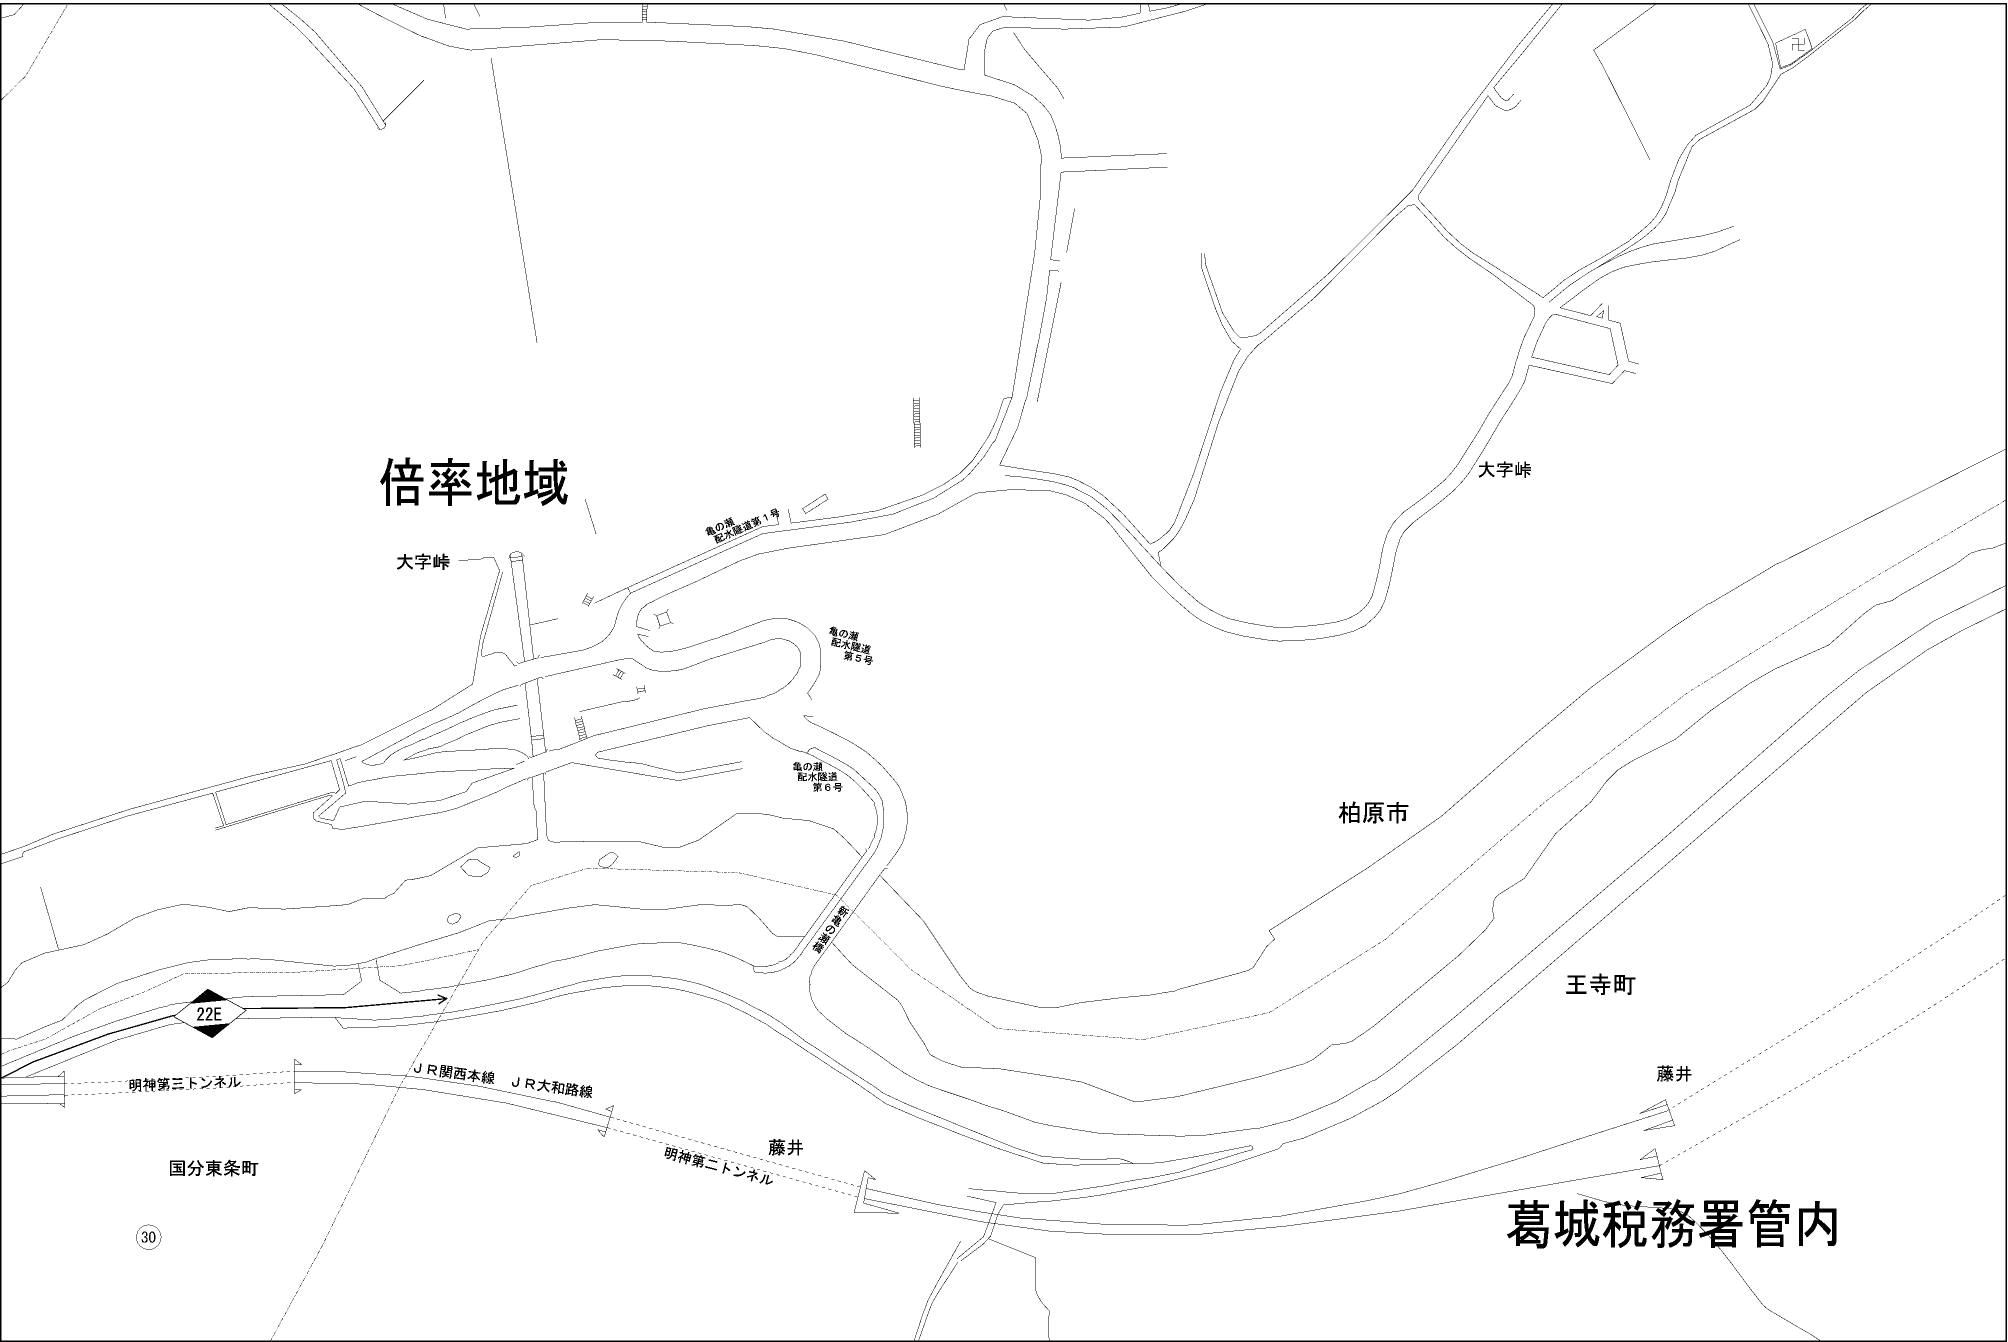 倍率地域
大字峠
亀の瀬
配水隧道第１号
大字峠
亀の瀬
配水隧道
第５号
亀の瀬
配水隧道
第６号
柏原市
新亀の瀬橋
王寺町
22E
藤井
ＪＲ関西本線　ＪＲ大和路線
明神第三トンネル
藤井
明神第二トンネル
国分東条町
葛城税務署管内
30